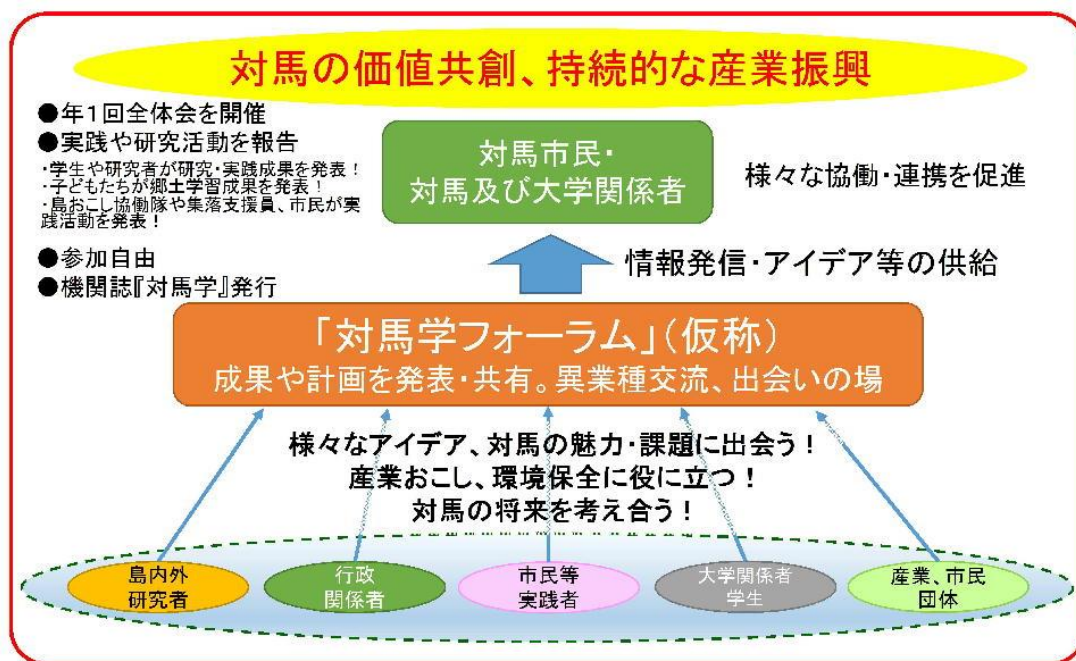 対馬の価値共創、持続的な産業振興
●年1回全体会を開催
●実践や研究活動を報告
・学生や研究者が研究・実践成果を発表！
・子どもたちが郷土学習成果を発表！
・島おこし協働隊や集落支援員、市民が実
践活動を発表！
●参加自由
●機関誌『対馬学』発行
対馬市民・
対馬及び大学関係者
様々な協働・連携を促進
情報発信・アイデア等の供給
「対馬学フォーラム」（仮称）
成果や計画を発表・共有。異業種交流、出会いの場
様々なアイデア、対馬の魅力・課題に出会う！
産業おこし、環境保全に役に立つ！
対馬の将来を考え合う！
島内外
研究者
行政
関係者
市民等
実践者
大学関係者
学生
産業、市民
団体